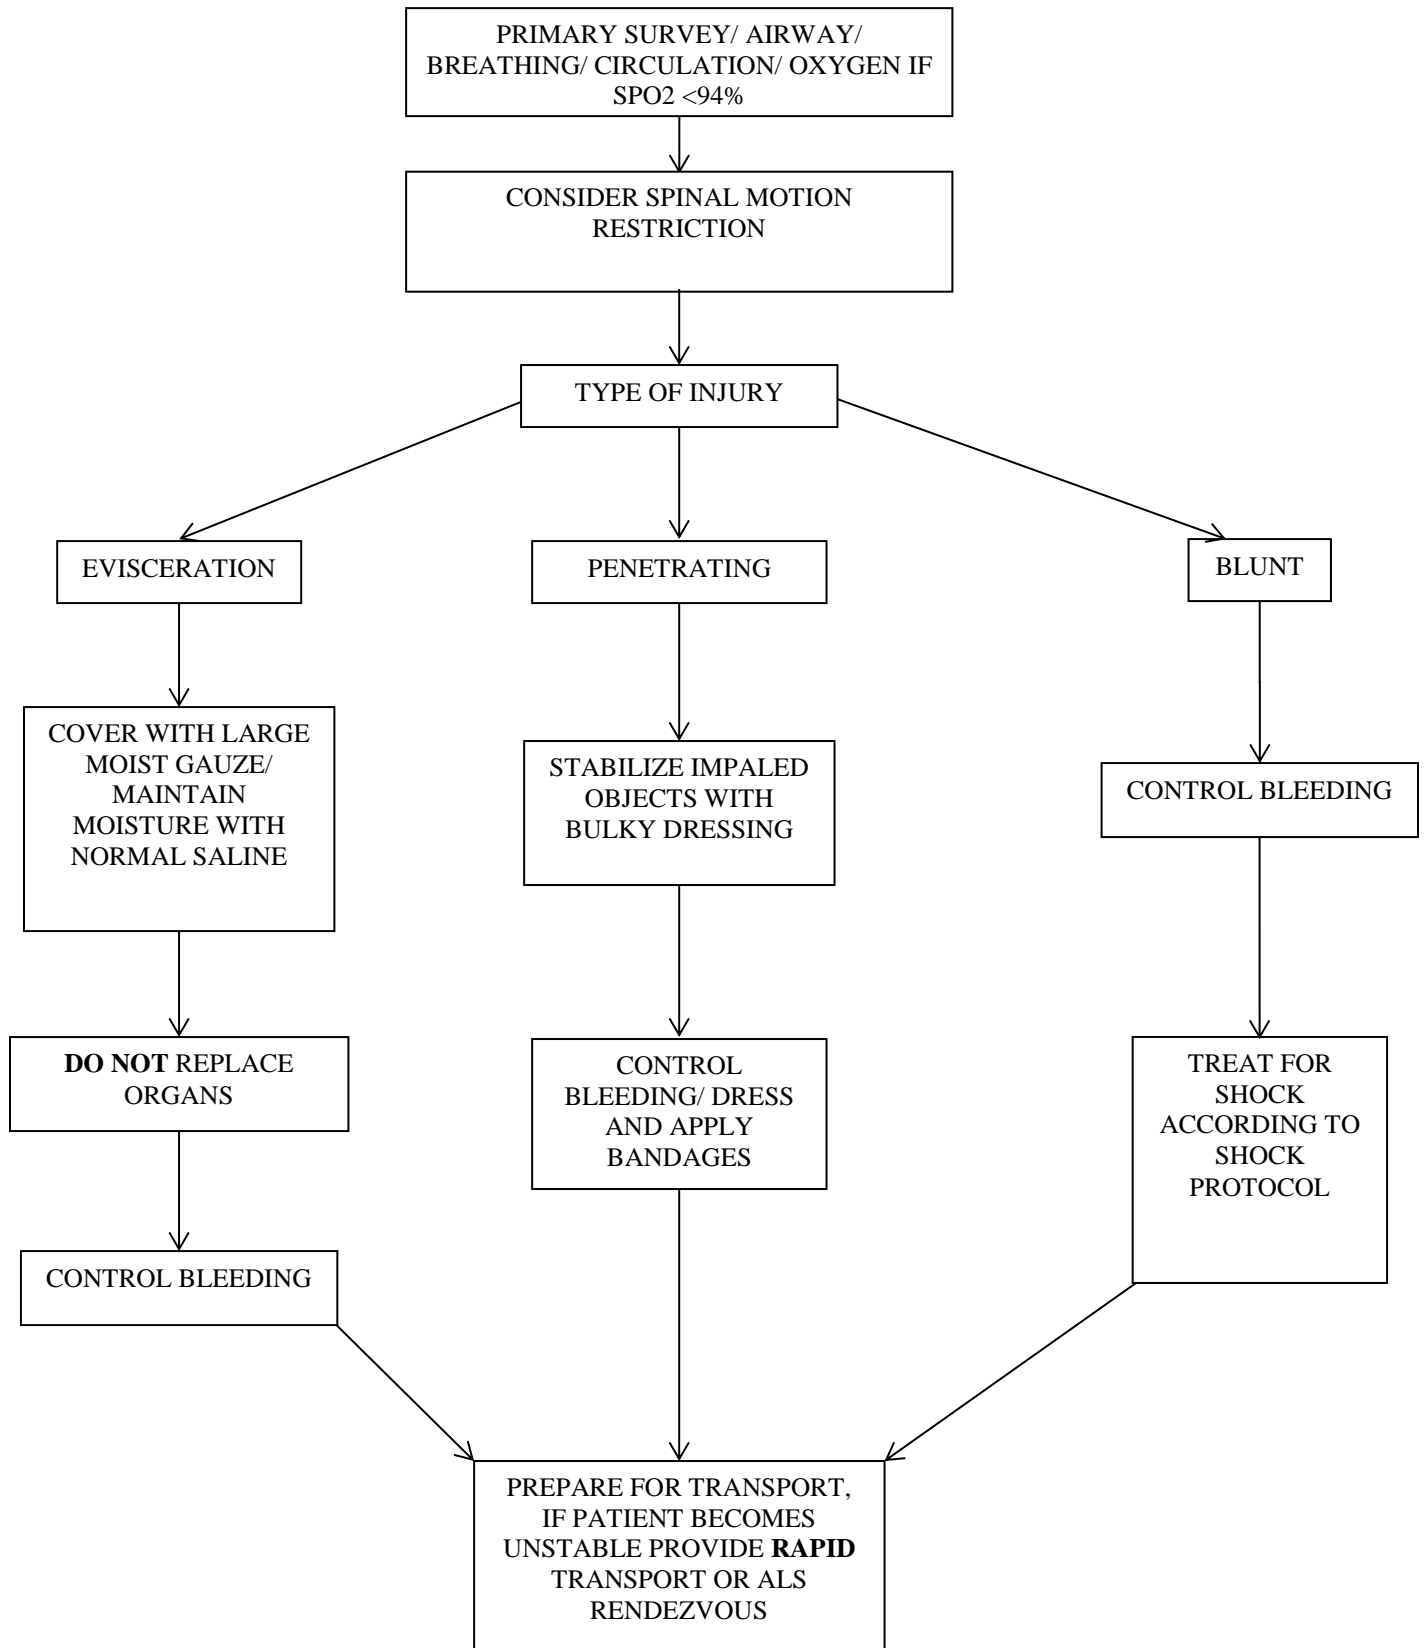 PRIMARY SURVEY/ AIRWAY/
BREATHING/ CIRCULATION/ OXYGEN IF
SPO2 <94%
CONSIDER SPINAL MOTION
RESTRICTION
TYPE OF INJURY
EVISCERATION
COVER WITH LARGE
MOIST GAUZE/
MAINTAIN
MOISTURE WITH
NORMAL SALINE
DO NOT REPLACE
ORGANS
CONTROL BLEEDING
PENETRATING
STABILIZE IMPALED
OBJECTS WITH
BULKY DRESSING
CONTROL
BLEEDING/ DRESS
AND APPLY
BANDAGES
BLUNT
CONTROL BLEEDING
TREAT FOR
SHOCK
ACCORDING TO
SHOCK
PROTOCOL
PREPARE FOR TRANSPORT,
IF PATIENT BECOMES
UNSTABLE PROVIDE RAPID
TRANSPORT OR ALS
RENDEZVOUS